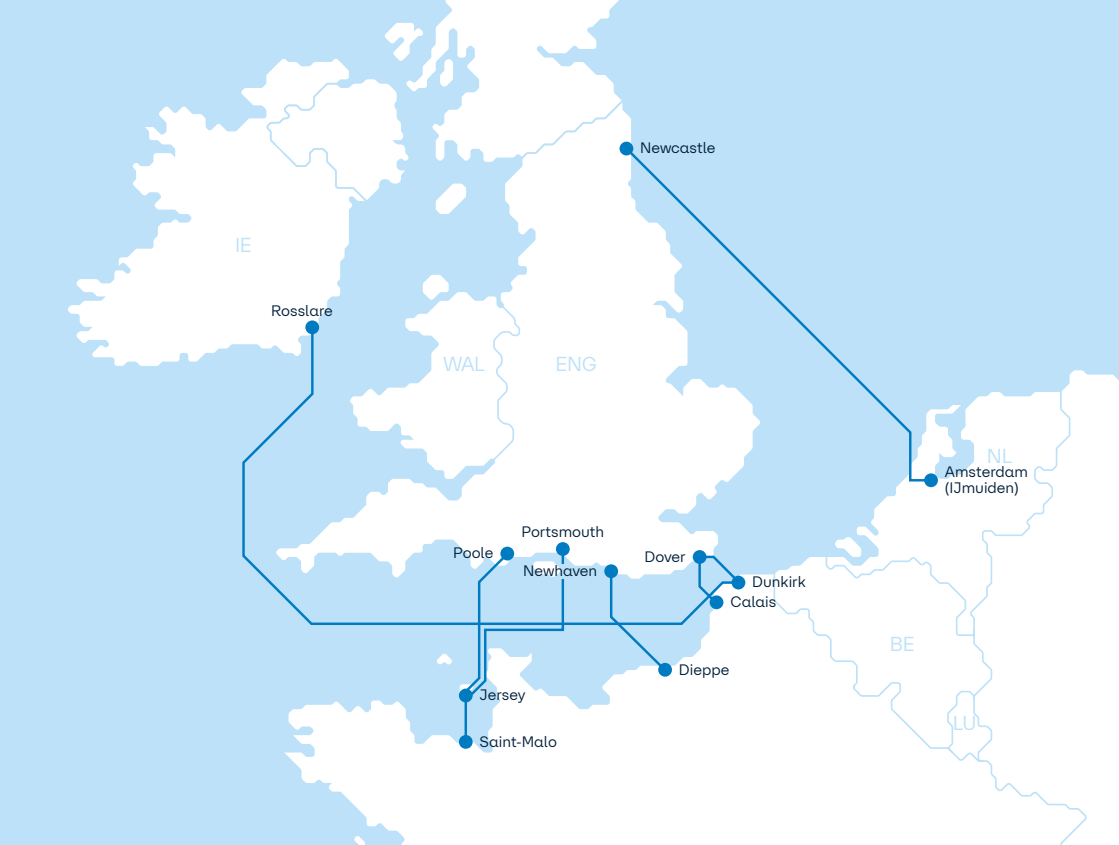 Newcastle
IE
Rosslare
WAL
ENG
NL
Amsterdam
(IJmuiden)
Portsmouth
Poole
Dover
Newhaven
Dunkirk
Calais
BE
Dieppe
Jersey
LU
Saint-Malo